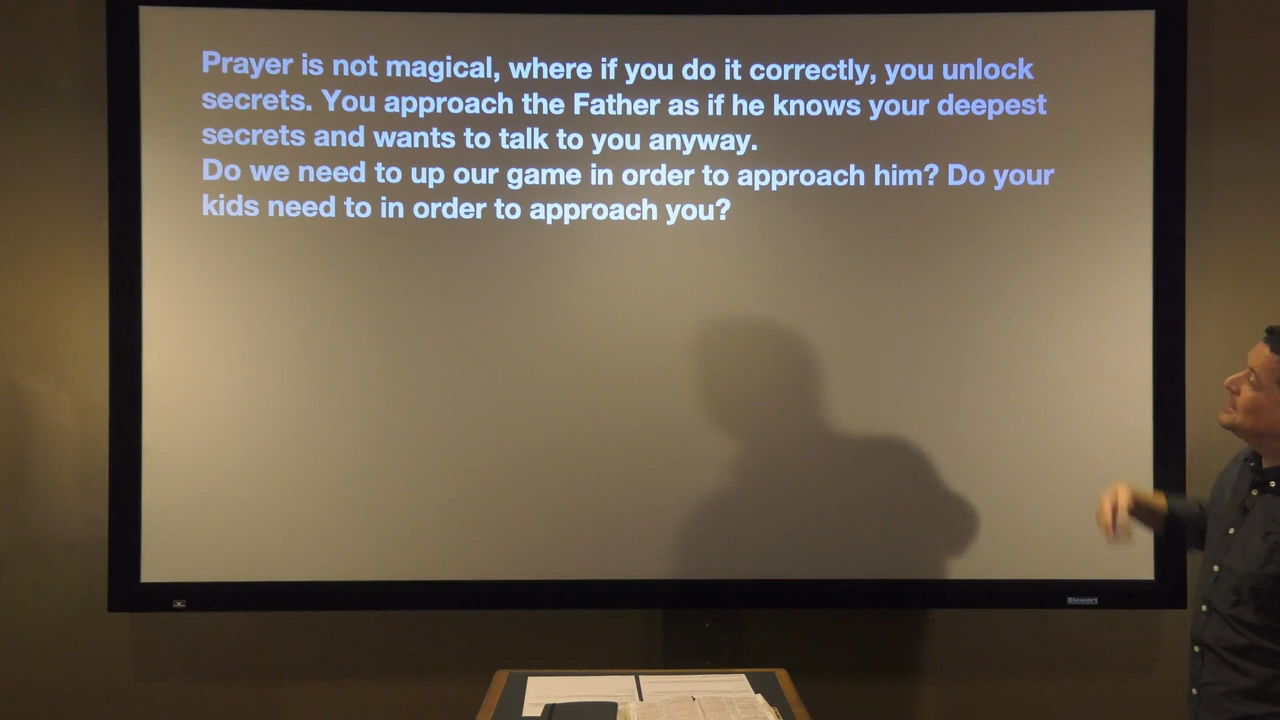 Prayer is not magical, where if you do it correctly, you unlock
secrets. You approach the Father as if he knows your deepest
secrets and wants to talk to you anyway.
Do we need to up our game in order to approach him? Do your
kids need to in order to approach you?
Stewart